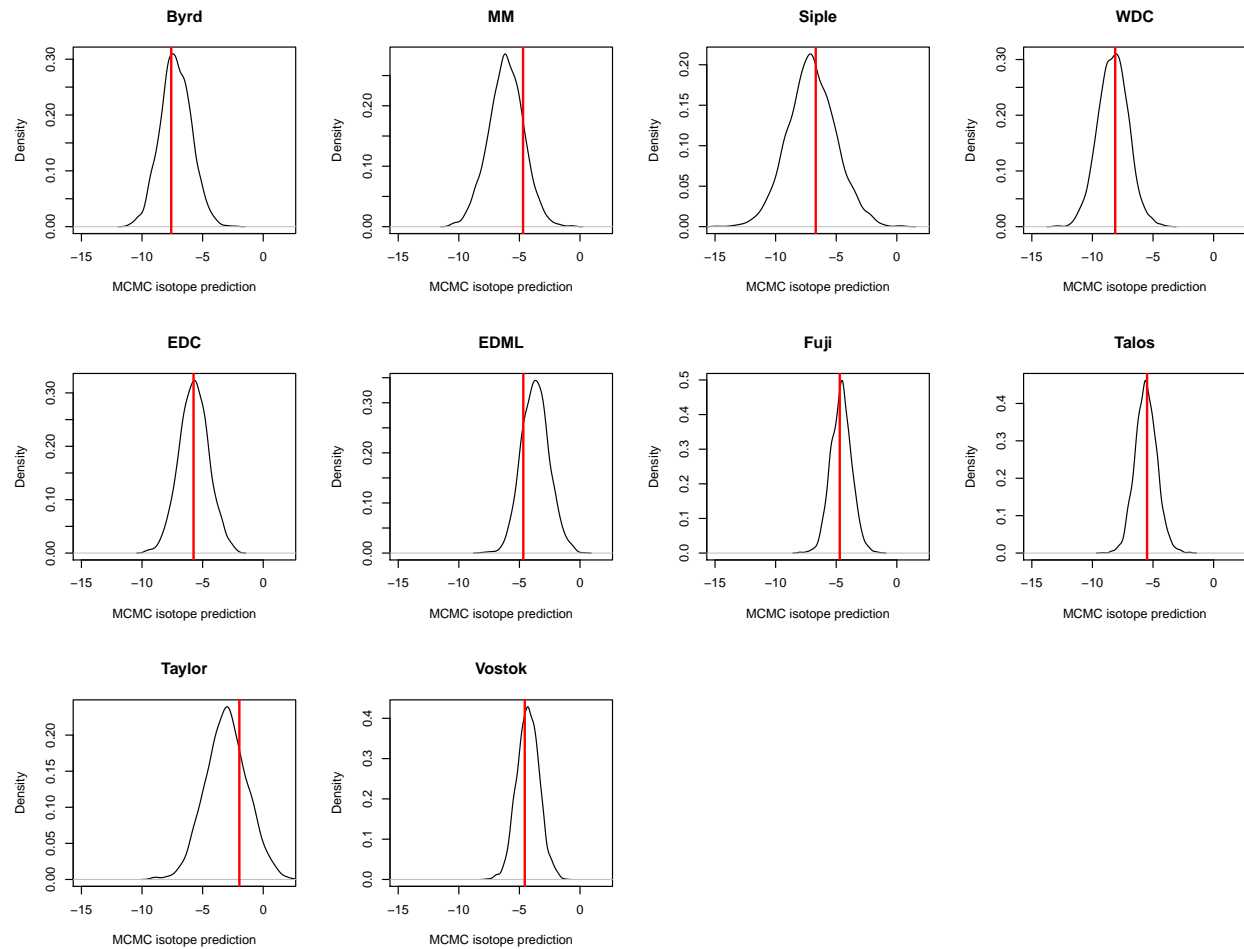 Byrd
MM
Siple
WDC
Density
0.00 0.10 0.20 0.30
−15 −10 −5 0
MCMC isotope prediction
Density
0.00 0.10 0.20
−15 −10 −5 0
MCMC isotope prediction
Density
0.00 0.05 0.10 0.15 0.20
−15 −10 −5 0
MCMC isotope prediction
Density
0.00 0.10 0.20 0.30
−15 −10 −5 0
MCMC isotope prediction
EDC
EDML
Fuji
Talos
Density
0.00 0.10 0.20 0.30
−15 −10 −5 0
MCMC isotope prediction
Density
0.00 0.10 0.20 0.30
−15 −10 −5 0
MCMC isotope prediction
Density
0.0 0.1 0.2 0.3 0.4 0.5
−15 −10 −5 0
MCMC isotope prediction
Density
0.0 0.1 0.2 0.3 0.4
−15 −10 −5 0
MCMC isotope prediction
Taylor
Vostok
Density
0.00 0.05 0.10 0.15 0.20
−15 −10 −5 0
MCMC isotope prediction
Density
0.0 0.1 0.2 0.3 0.4
−15 −10 −5 0
MCMC isotope prediction